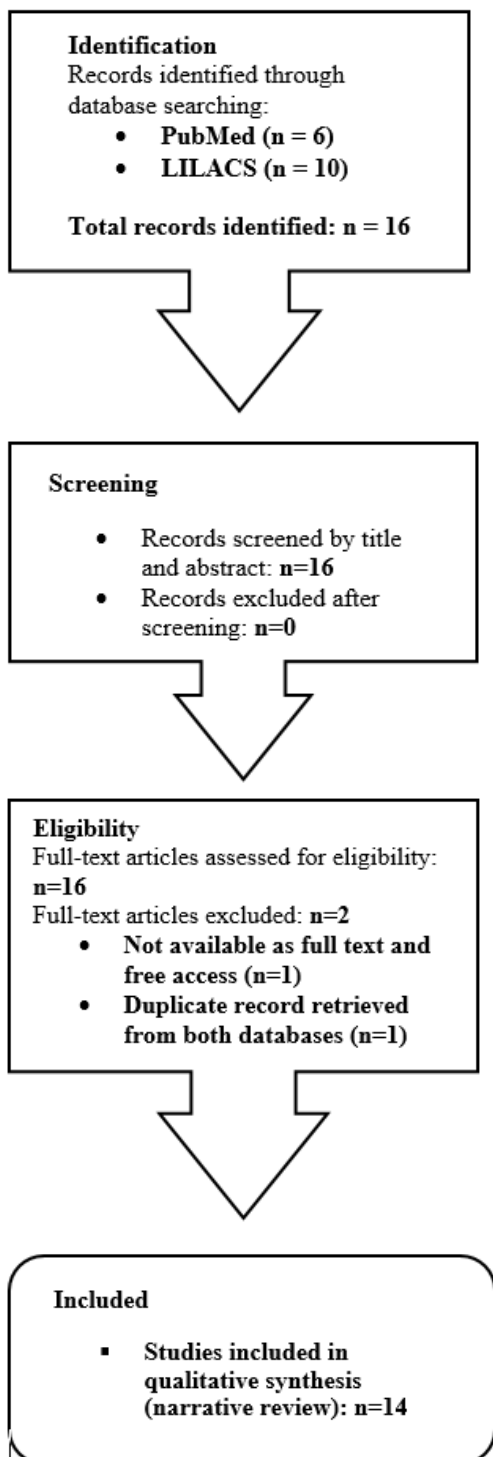 Identification
Records identified through
database searching:
• PubMed (n = 6)
• LILACS (n = 10)
Total records identified: n = 16
Screening
• Records screened by title
and abstract: n=16
• Records excluded after
screening: n=0
Eligibility
Full-text articles assessed for eligibility:
n=16
Full-text articles excluded: n=2
• Not available as full text and
free access (n=1)
• Duplicate record retrieved
from both databases (n=1)
Included
▪ Studies included in
qualitative synthesis
(narrative review): n=14